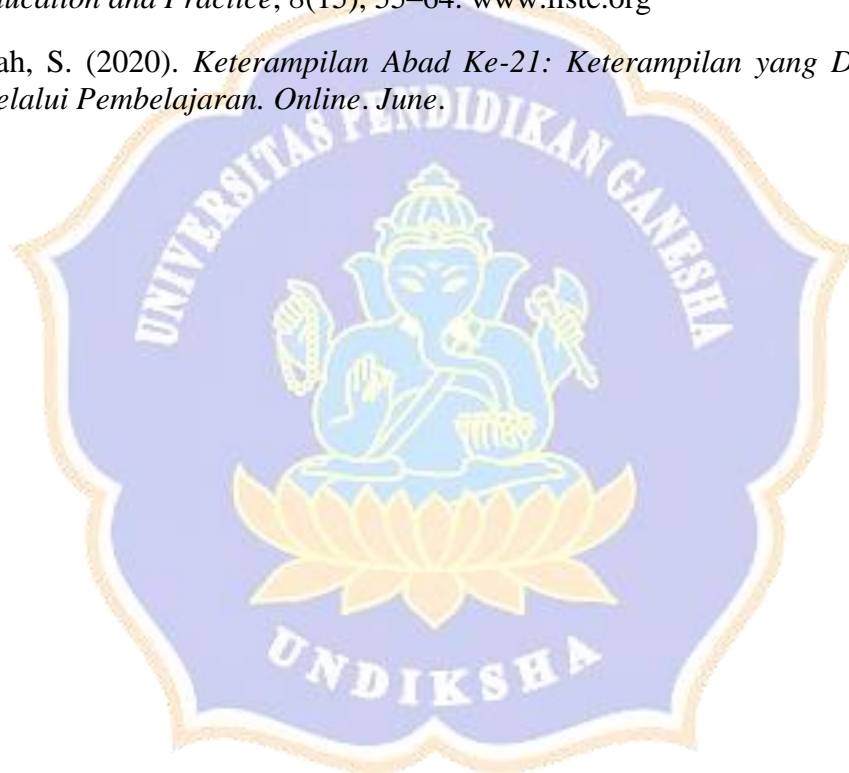 Education and Practice, 8(15), 55–64. www.iiste.org
ah, S. (2020). Keterampilan Abad Ke-21: Keterampilan yang D
elalui Pembelajaran. Online. June.
UNIVERSITAS PENDIDIKAN GANESHA
UNDIKSHA